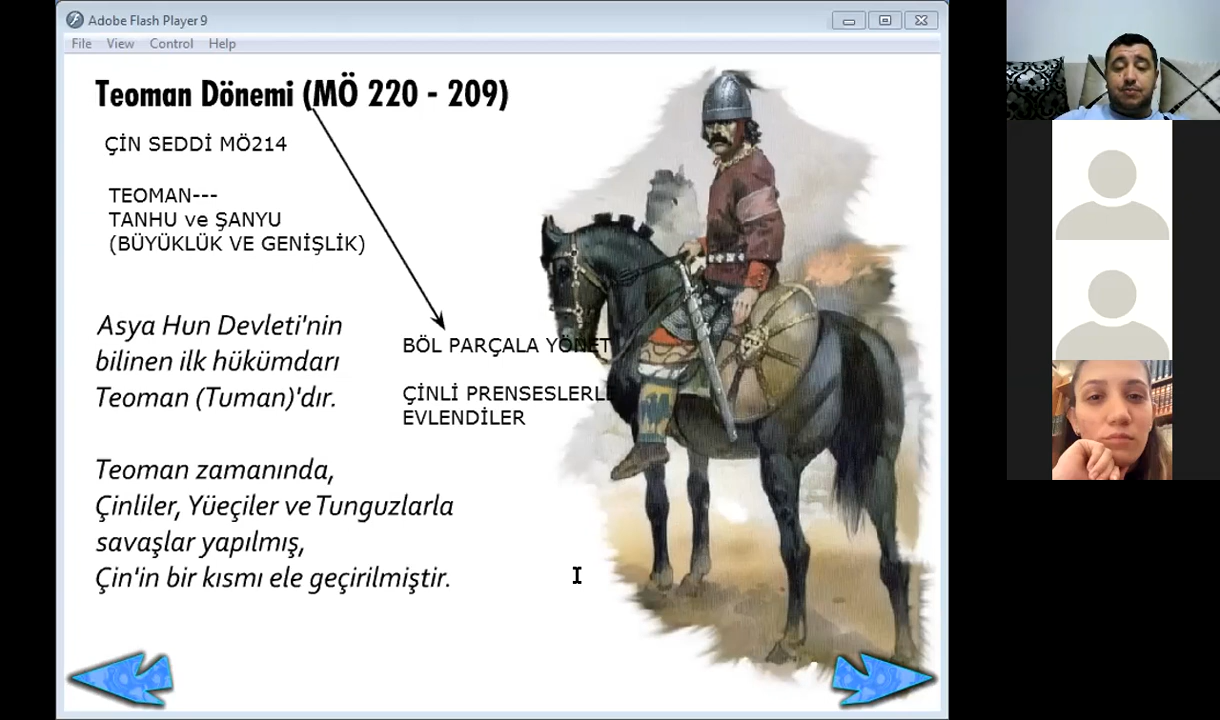 Adobe Flash Player 9
File View Control Help
Teoman Dönemi (MÖ 220 - 209)
ÇİN SEDDİ MÖ214
TEOMAN---
TANHU ve ŞANYU
(BÜYÜKLÜK VE GENİŞLİK)
Asya Hun Devleti'nin
bilinen ilk hükümdarı
Teoman (Tuman)'dır.
BÖL PARÇALA YÖNET
ÇİNLİ PRENSESLERLE
EVLENDİLER
Teoman zamanında,
Çinliler, Yüeçiler ve Tunguzlarla
savaşlar yapılmış,
Çin'in bir kısmı ele geçirilmiştir.